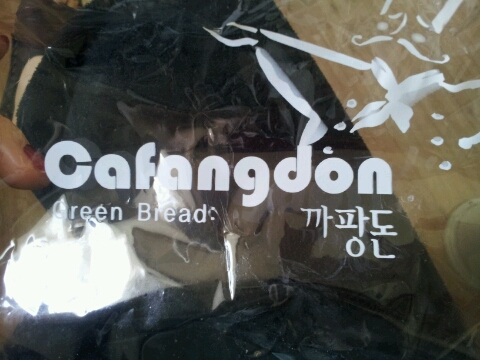 Cafangdon
Green Bread
까팡돈